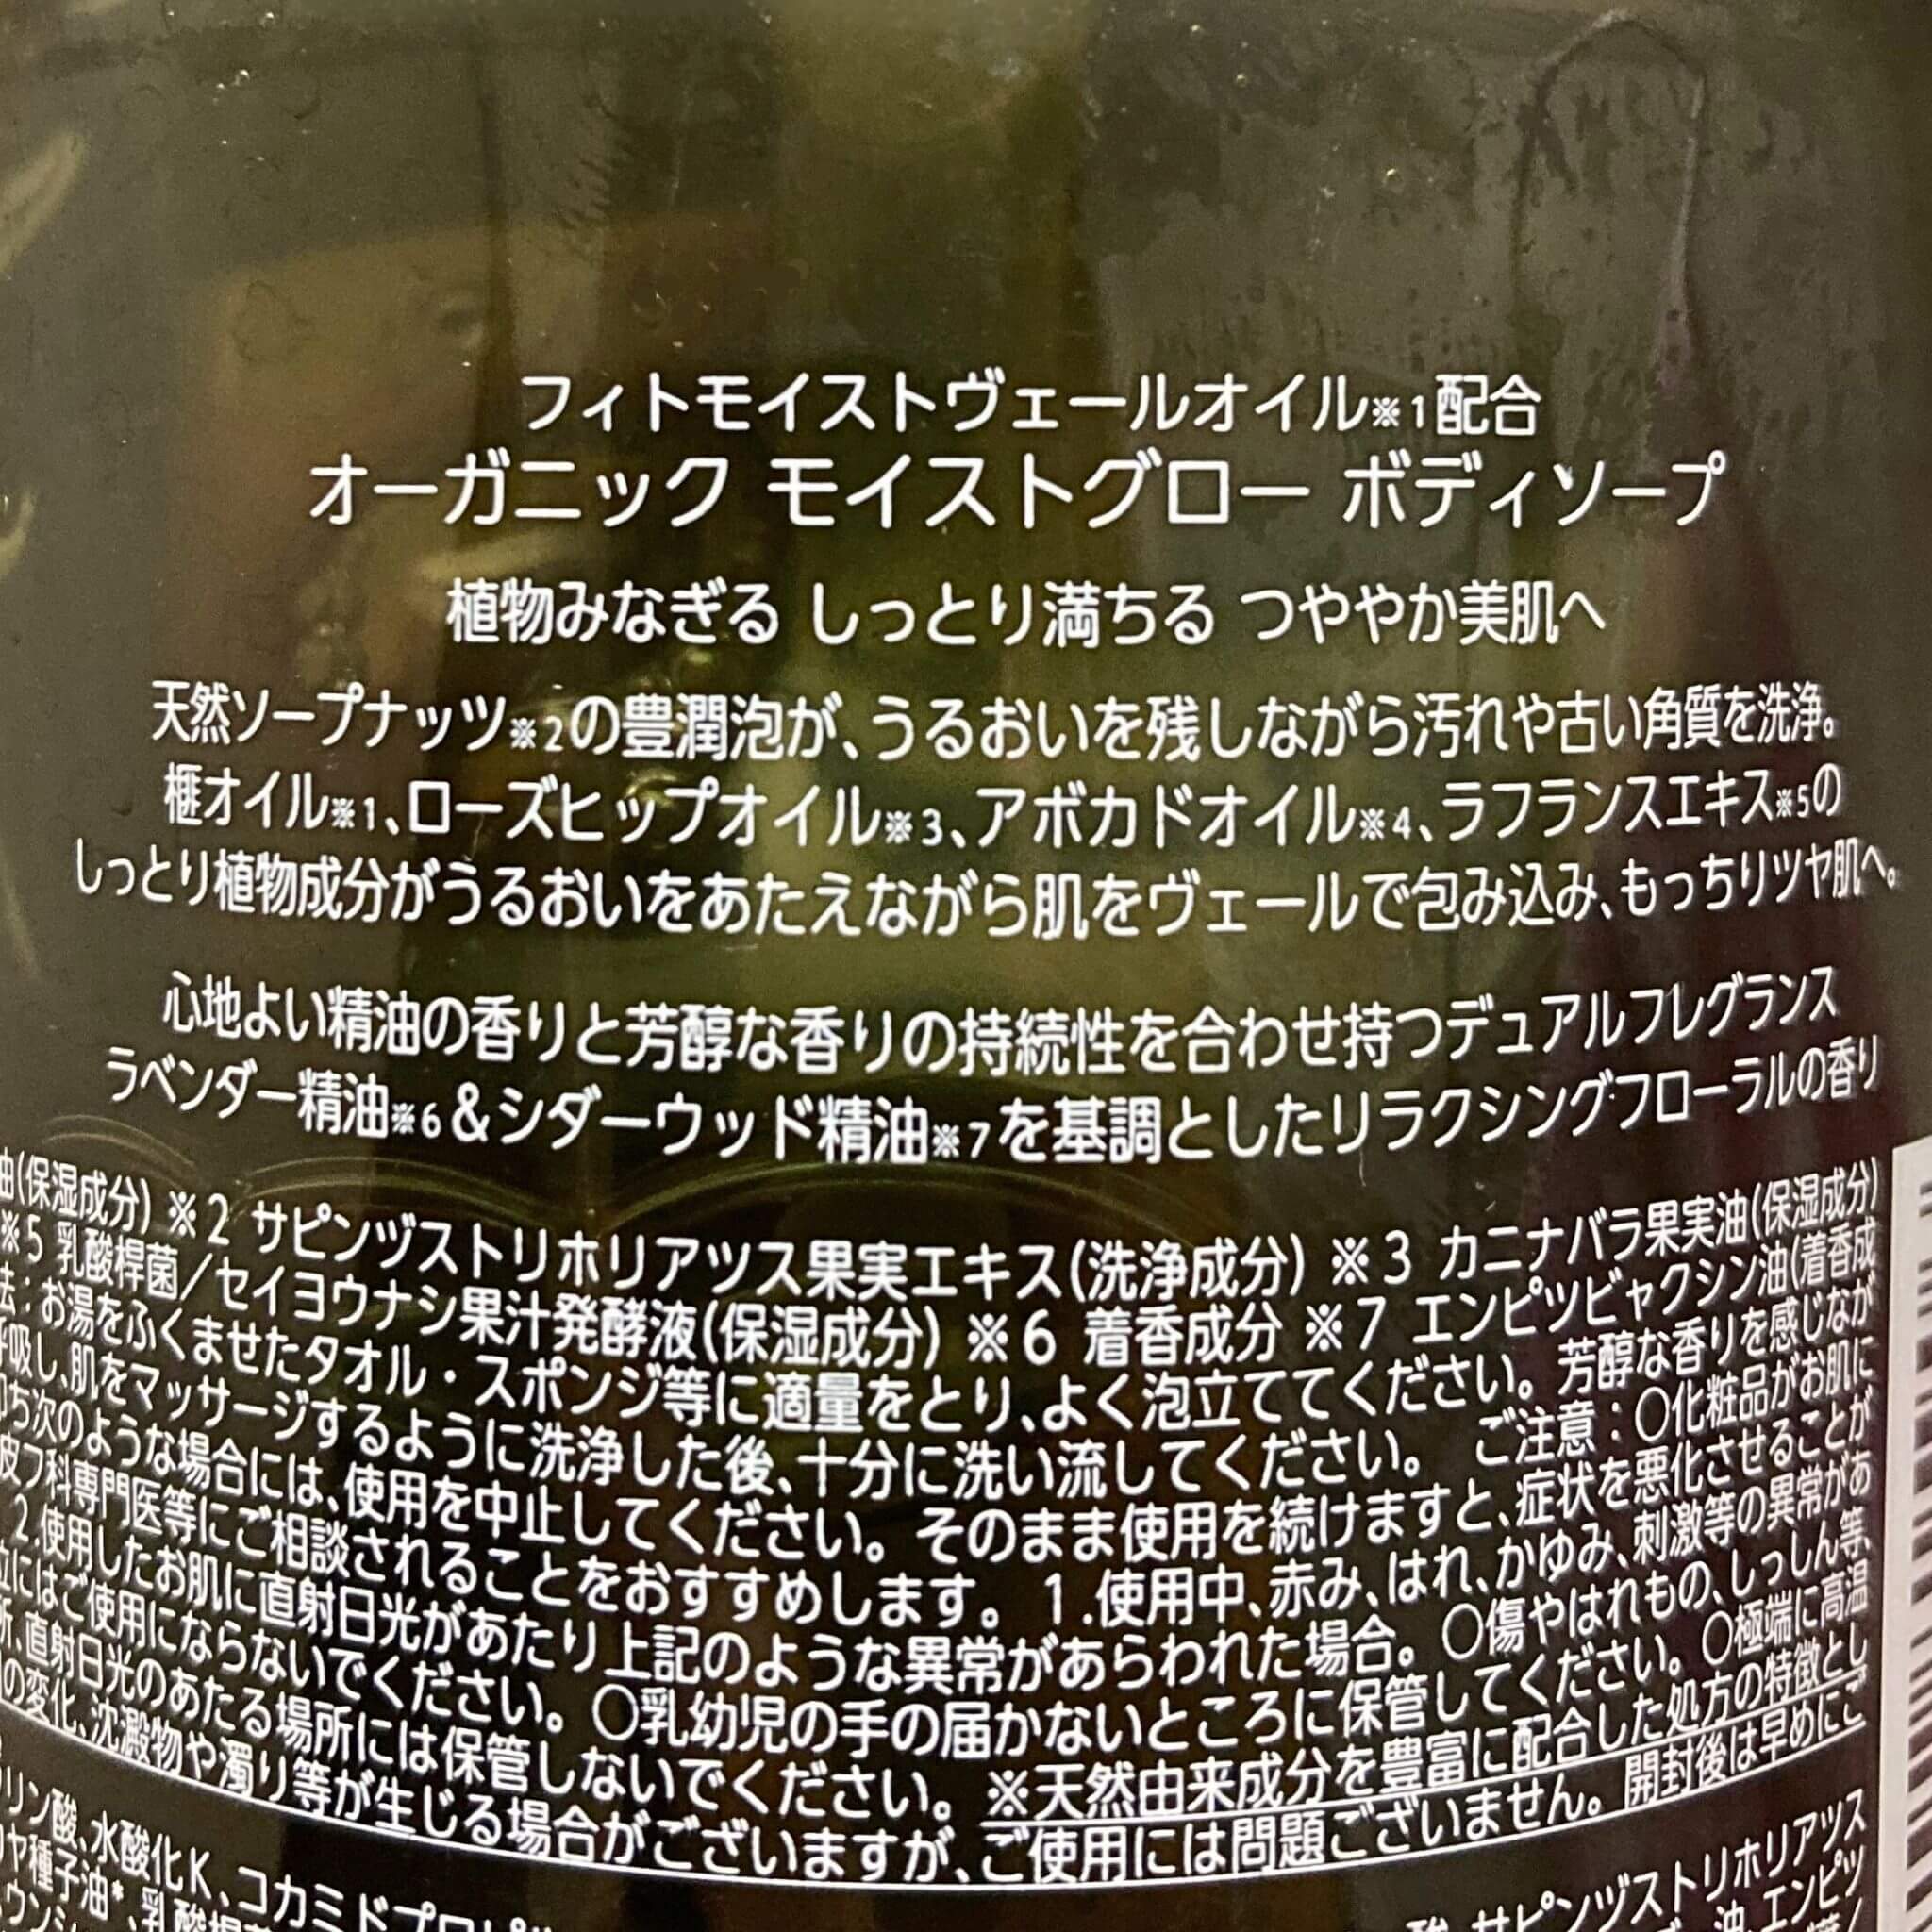 フィトモイストヴェールオイル※1配合
オーガニック モイストグロー ボディソープ
植物みなぎる しっとり満ちる つややか美肌へ
天然ソープナッツ※2の豊潤泡が、うるおいを残しながら汚れや古い角質を洗浄。
榧オイル※1、ローズヒップオイル※3、アボカドオイル※4、ラフランスエキス※5の
しっとり植物成分がうるおいをあたえながら肌をヴェールで包み込み、もっちりツヤ肌へ。
心地よい精油の香りと芳醇な香りの持続性を合わせ持つデュアルフレグランス
ラベンダー精油※6&シダーウッド精油※7を基調としたリラクシングフローラルの香り
油(保湿成分) ※2 サピンヅストリホリアツス果実エキス(洗浄成分) ※3 カニナバラ果実油(保湿成分)
※5 乳酸桿菌/セイヨウナシ果汁発酵液(保湿成分) ※6 着香成分 ※7 エンピツビャクシン油(着香成
法:お湯をふくませたタオル・スポンジ等に適量をとり、よく泡立ててください。芳醇な香りを感じなが
呼吸し、肌をマッサージするように洗浄した後、十分に洗い流してください。 ご注意:○化粧品がお肌に
即ち次のような場合には、使用を中止してください。そのまま使用を続けますと、症状を悪化させることが
皮フ科専門医等にご相談されることをおすすめします。1.使用中、赤み、はれ、かゆみ、刺激等の異常があ
2.使用したお肌に直射日光があたり上記のような異常があらわれた場合。○傷やはれもの、しっしん等、
位にはご使用にならないでください。○乳幼児の手の届かないところに保管してください。○極端に高温
所、直射日光のあたる場所には保管しないでください。※天然由来成分を豊富に配合した処方の特徴とし
の変化、沈澱物や濁り等が生じる場合がございますが、ご使用には問題ございません。開封後は早めにご
リン酸、水酸化K、コカミドプロピ
サピンヅストリホリアツス
ヤ種子油*、乳酸桿菌
油、エンピツ